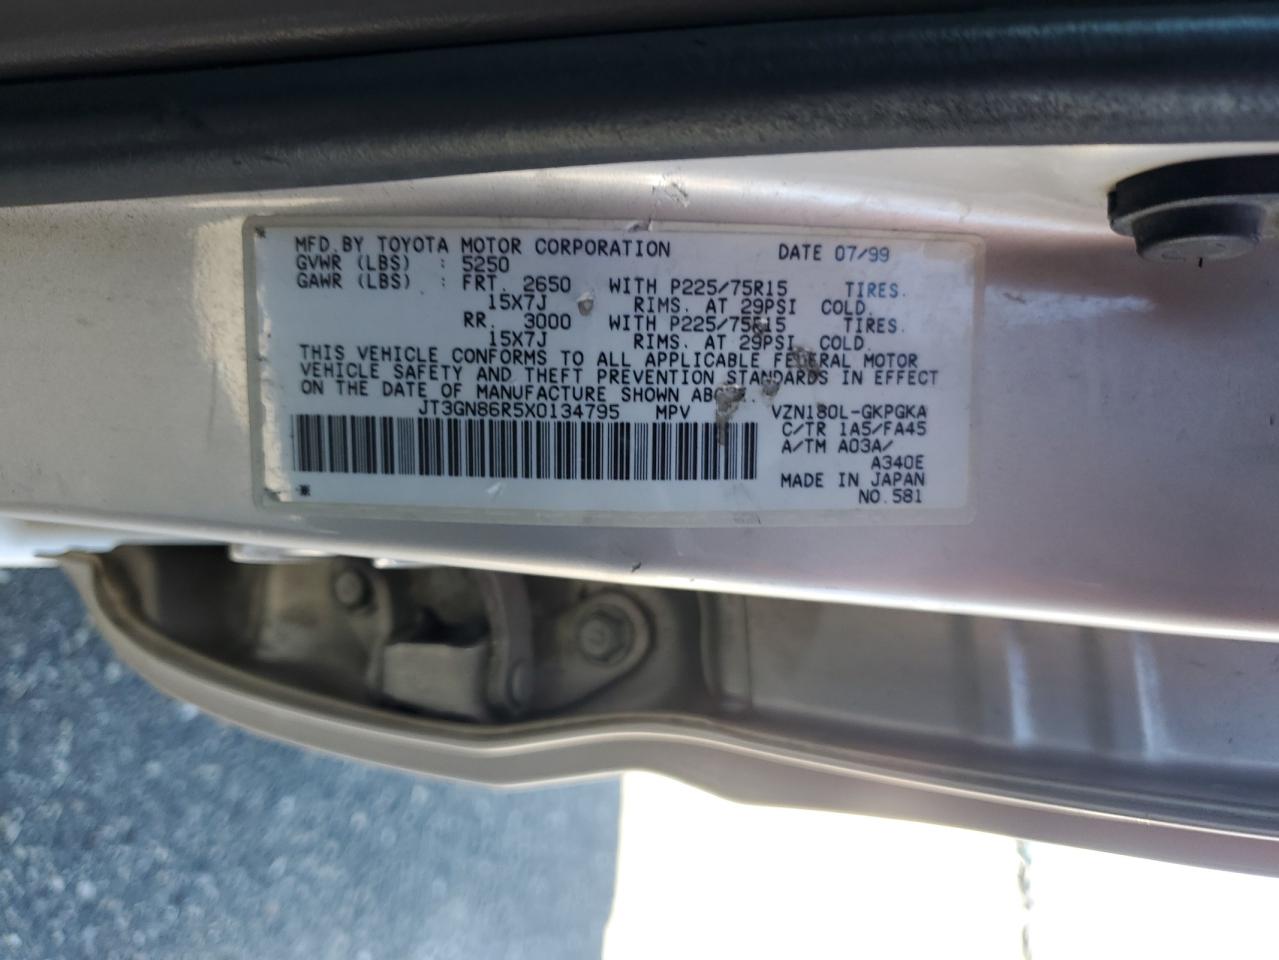 MFD. BY TOYOTA MOTOR CORPORATION DATE 07/99
GVWR (LBS) : 5250
GAWR (LBS) : FRT. 2650 WITH P225/75R15 TIRES.
15X7J RIMS. AT 29PSI COLD.
RR. 3000 WITH P225/75R15 TIRES.
15X7J RIMS. AT 29PSI COLD.
THIS VEHICLE CONFORMS TO ALL APPLICABLE FEDERAL MOTOR
VEHICLE SAFETY AND THEFT PREVENTION STANDARDS IN EFFECT
ON THE DATE OF MANUFACTURE SHOWN ABOVE.
JT3GN86R5X0134795 MPV VZN180L-GKPGKA
C/TR 1A5/FA45
A/TM A03A/
A340E
MADE IN JAPAN
NO.581